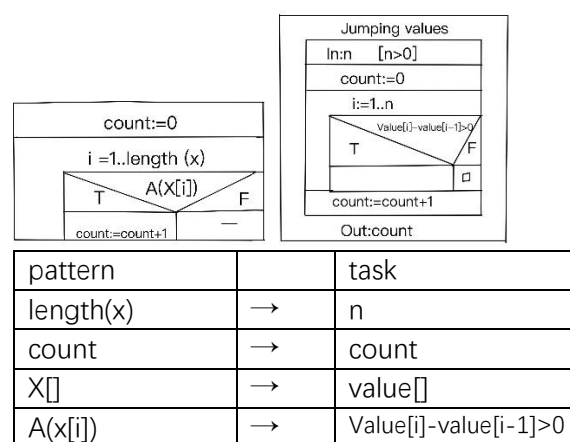 count:=0
i =1..length (x)
A(X[i])
T
F
count:=count+1
—
Jumping values
In:n [n>0]
count:=0
i:=1..n
Value[i]-value[i-1]>0
T
F
count:=count+1
Out:count
pattern task
length(x) → n
count → count
X[] → value[]
A(x[i]) → Value[i]-value[i-1]>0